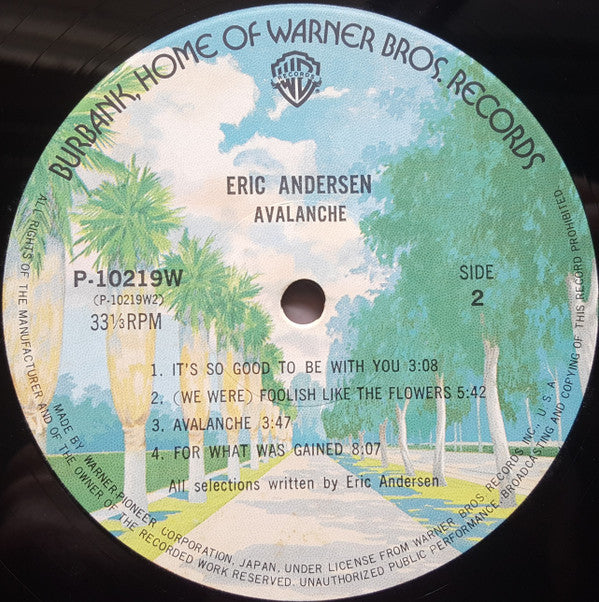 BURBANK, HOME OF WARNER BROS. RECORDS
RECORDS
ERIC ANDERSEN
AVALANCHE
P-10219W
(P-10219W2)
33⅓RPM
SIDE
2
1. IT'S SO GOOD TO BE WITH YOU 3:08
2. (WE WERE) FOOLISH LIKE THE FLOWERS 5:42
3. AVALANCHE 3:47
4. FOR WHAT WAS GAINED 8:07
All selections written by Eric Andersen
MADE BY WARNER-PIONEER CORPORATION, JAPAN, UNDER LICENSE FROM WARNER BROS. RECORDS INC., U.S.A.
ALL RIGHTS OF THE MANUFACTURER AND OF THE OWNER OF THE RECORDED WORK RESERVED. UNAUTHORIZED PUBLIC PERFORMANCE, BROADCASTING AND COPYING OF THIS RECORD PROHIBITED.